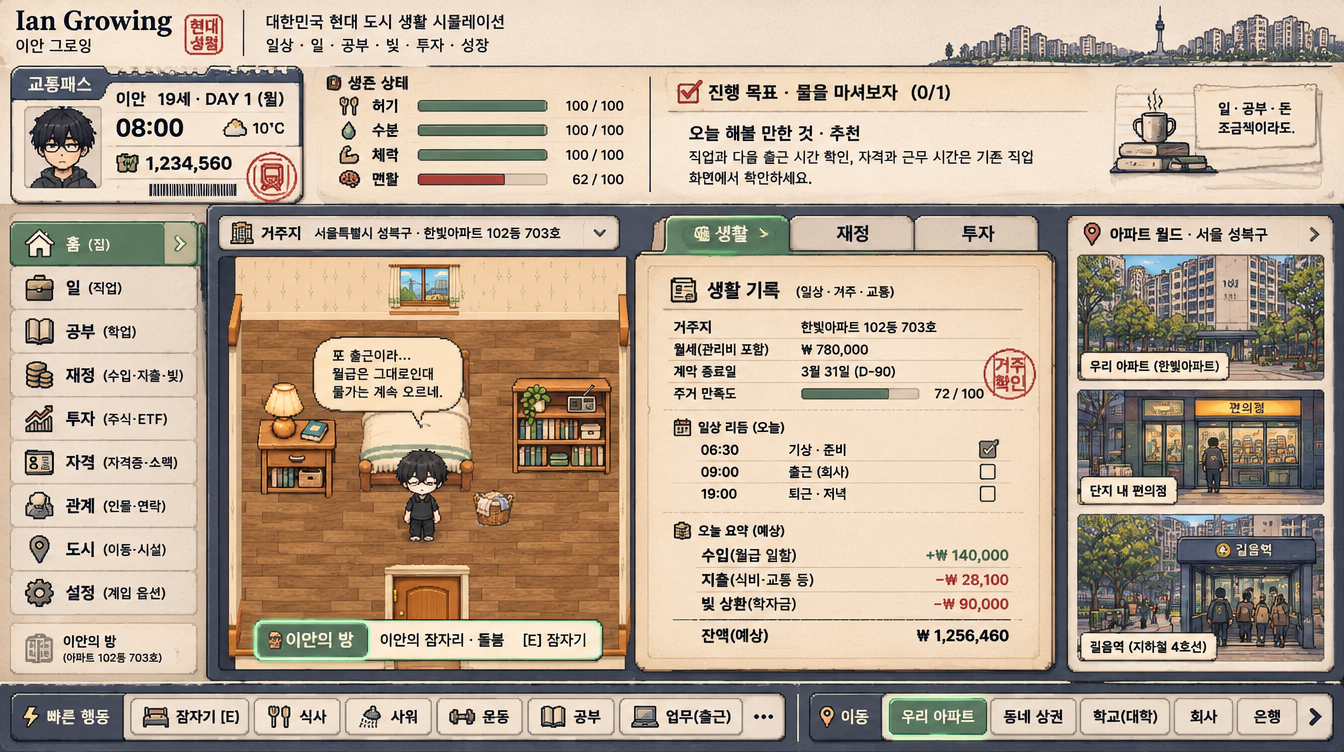 Ian Growing
이안 그로잉
현대
성평
대한민국 현대 도시 생활 시물레이션
일상 · 일 · 공부 · 빚 · 투자 · 성장
교통패스
이안 19세 · DAY 1 (월)
08:00
10°C
₩ 1,234,560
생존 상태
허기 100 / 100
수분 100 / 100
체락 100 / 100
맨활 62 / 100
진행 목표 · 물을 마셔보자 (0/1)
오늘 해볼 만한 것 · 추천
직업과 다음 출근 시간 확인, 자격과 근무 시간은 기존 직업
화면에서 확인하세요.
일 · 공부 · 돈
조금씩이라도.
홈 (집)
일 (직업)
공부 (학업)
재정 (수입·지출·빛)
투자 (주식·ETF)
자격 (자격증·스펙)
관계 (인물·연락)
도시 (이동·시설)
설정 (게임 옵션)
이안의 방
(아파트 102동 703호)
거주지 서울특별시 성북구 · 한빛아파트 102동 703호
포 출근이라...
월급은 그대로인대
물가는 계속 오르네.
이안의 방 이안의 잠자리 · 돌봄 [E] 잠자기
생활
재정
투자
생활 기록 (일상 · 거주 · 교통)
거주지 한빛아파트 102동 703호
월세(관리비 포함) ₩ 780,000
계약 종료일 3월 31일 (D-90)
주거 만족도 72 / 100
거주
확인
일상 리듬 (오늘)
06:30 기상 · 준비
09:00 출근 (회사)
19:00 퇴근 · 저녁
오늘 요약 (예상)
수입(월급 일할) +₩ 140,000
지출(식비·교통 등) -₩ 28,100
빚 상환(학자금) -₩ 90,000
잔액(예상) ₩ 1,256,460
아파트 월드 · 서울 성북구
101
우리 아파트 (한빛아파트)
편의점
단지 내 편의점
4 길음역
길음역 (지하철 4호선)
빠른 행동
잠자기 [E]
식사
샤워
운동
공부
업무(출근)
이동
우리 아파트
동네 상권
학교(대학)
회사
은행